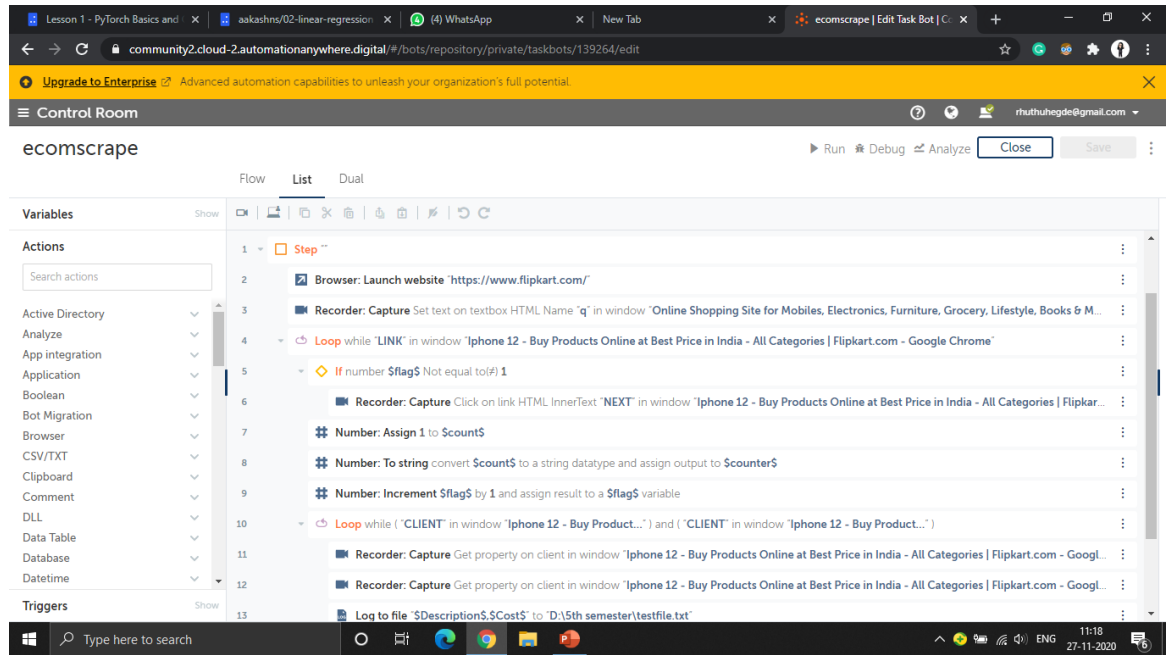 Lesson 1 - PyTorch Basics and
aakashns/02-linear-regression
(4) WhatsApp
New Tab
ecomscrape | Edit Task Bot | Co
community2.cloud-2.automationanywhere.digital/#/bots/repository/private/taskbots/139264/edit
Upgrade to Enterprise Advanced automation capabilities to unleash your organization's full potential.
Control Room
rhuthuhegde@gmail.com
ecomscrape
Run Debug Analyze Close Save
Flow List Dual
Variables Show
Actions
Search actions
Active Directory
Analyze
App integration
Application
Boolean
Bot Migration
Browser
CSV/TXT
Clipboard
Comment
DLL
Data Table
Database
Datetime
Triggers Show
1 Step ""
2 Browser: Launch website "https://www.flipkart.com/"
3 Recorder: Capture Set text on textbox HTML Name "q" in window "Online Shopping Site for Mobiles, Electronics, Furniture, Grocery, Lifestyle, Books & M...
4 Loop while "LINK" in window "Iphone 12 - Buy Products Online at Best Price in India - All Categories | Flipkart.com - Google Chrome"
5 If number $flag$ Not equal to(≠) 1
6 Recorder: Capture Click on link HTML InnerText "NEXT" in window "Iphone 12 - Buy Products Online at Best Price in India - All Categories | Flipkar...
7 Number: Assign 1 to $count$
8 Number: To string convert $count$ to a string datatype and assign output to $counter$
9 Number: Increment $flag$ by 1 and assign result to a $flag$ variable
10 Loop while ( "CLIENT" in window "Iphone 12 - Buy Product..." ) and ( "CLIENT" in window "Iphone 12 - Buy Product..." )
11 Recorder: Capture Get property on client in window "Iphone 12 - Buy Products Online at Best Price in India - All Categories | Flipkart.com - Googl...
12 Recorder: Capture Get property on client in window "Iphone 12 - Buy Products Online at Best Price in India - All Categories | Flipkart.com - Googl...
13 Log to file "$Description$,$Cost$" to "D:\5th semester\testfile.txt"
Type here to search
ENG
11:18
27-11-2020
6